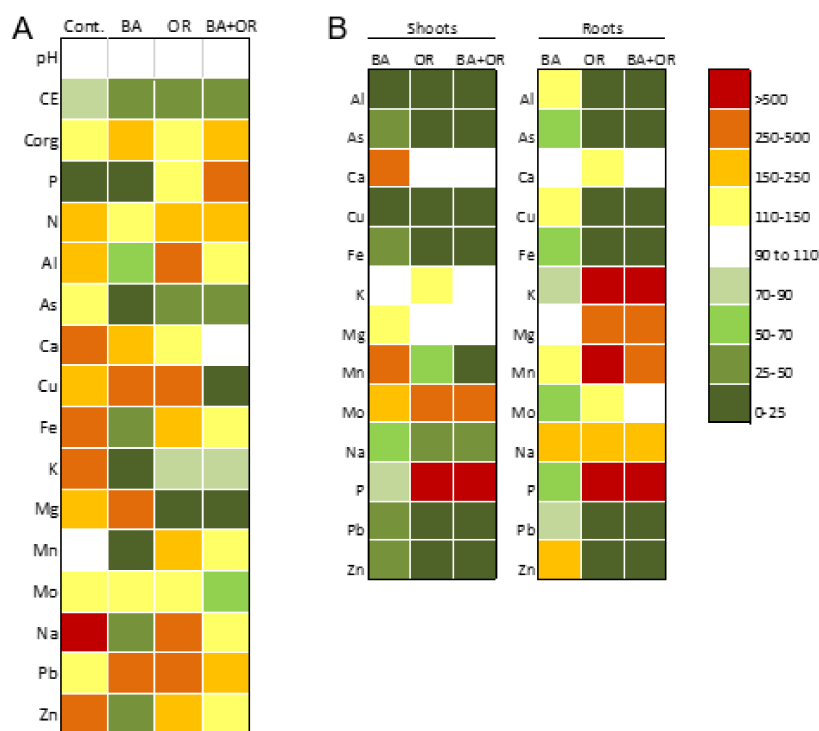 A
Cont. BA OR BA+OR
pH
CE
Corg
P
N
Al
As
Ca
Cu
Fe
K
Mg
Mn
Mo
Na
Pb
Zn
B
Shoots
BA OR BA+OR
Al
As
Ca
Cu
Fe
K
Mg
Mn
Mo
Na
P
Pb
Zn
Roots
BA OR BA+OR
Al
As
Ca
Cu
Fe
K
Mg
Mn
Mo
Na
P
Pb
Zn
>500
250-500
150-250
110-150
90 to 110
70-90
50-70
25-50
0-25